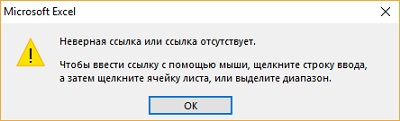 Microsoft Excel
Неверная ссылка или ссылка отсутствует.
Чтобы ввести ссылку с помощью мыши, щелкните строку ввода,
а затем щелкните ячейку листа, или выделите диапазон.
ОК